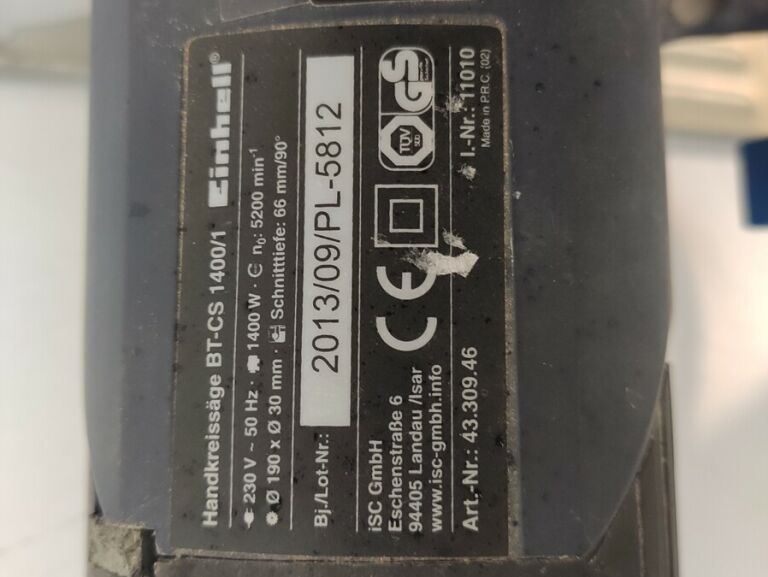 Handkreissäge BT-CS 1400/1 Einhell®
230 V ~ 50 Hz · 1400 W · n₀: 5200 min⁻¹
Ø 190 x Ø 30 mm · Schnitttiefe: 66 mm/90°
Bj./Lot-Nr.: 2013/09/PL-5812
iSC GmbH
Eschenstraße 6
94405 Landau /Isar
www.isc-gmbh.info
CE
TÜV SÜD GS
Art.-Nr.: 43.309.46 I.-Nr.: 11010
Made in P.R.C. (02)